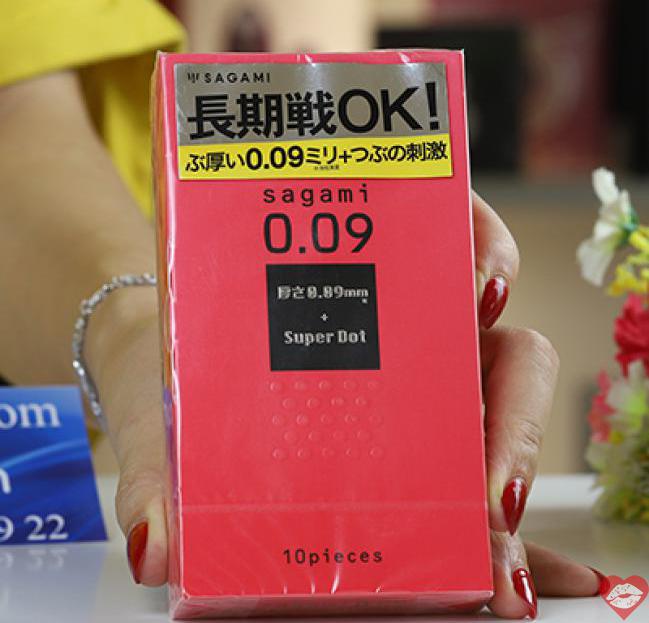 SAGAMI
長期戦OK!
ぶ厚い0.09ミリ+つぶの刺激
sagami
0.09
厚さ0.09mm
+
Super Dot
10pieces
om
9 22